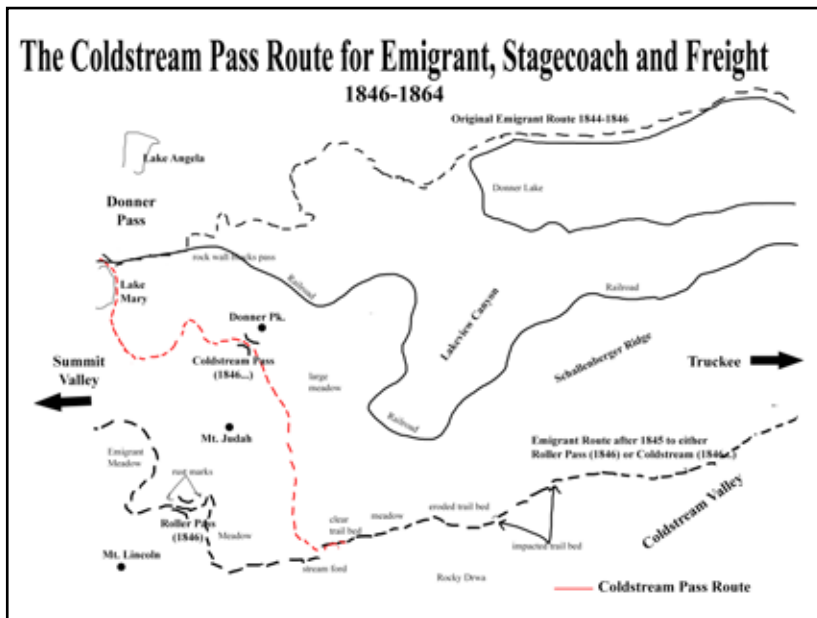 The Coldstream Pass Route for Emigrant, Stagecoach and Freight
1846-1864
Original Emigrant Route 1844-1846
Lake Angela
Donner Lake
Donner
Pass
rock wall blocks pass
Railroad
Railroad
Lake
Mary
Donner Pk.
Lakeview Canyon
Schallenberger Ridge
Coldstream Pass
(1846...)
Summit
Valley
Truckee
large
meadow
Railroad
Mt. Judah
Emigrant Route after 1845 to either
Roller Pass (1846) or Coldstream (1846..)
Emigrant
Meadow
rust marks
Coldstream Valley
eroded trail bed
meadow
clear
trail bed
Roller Pass
(1846)
Meadow
impacted trail bed
Mt. Lincoln
stream ford
Rocky Drwa
Coldstream Pass Route